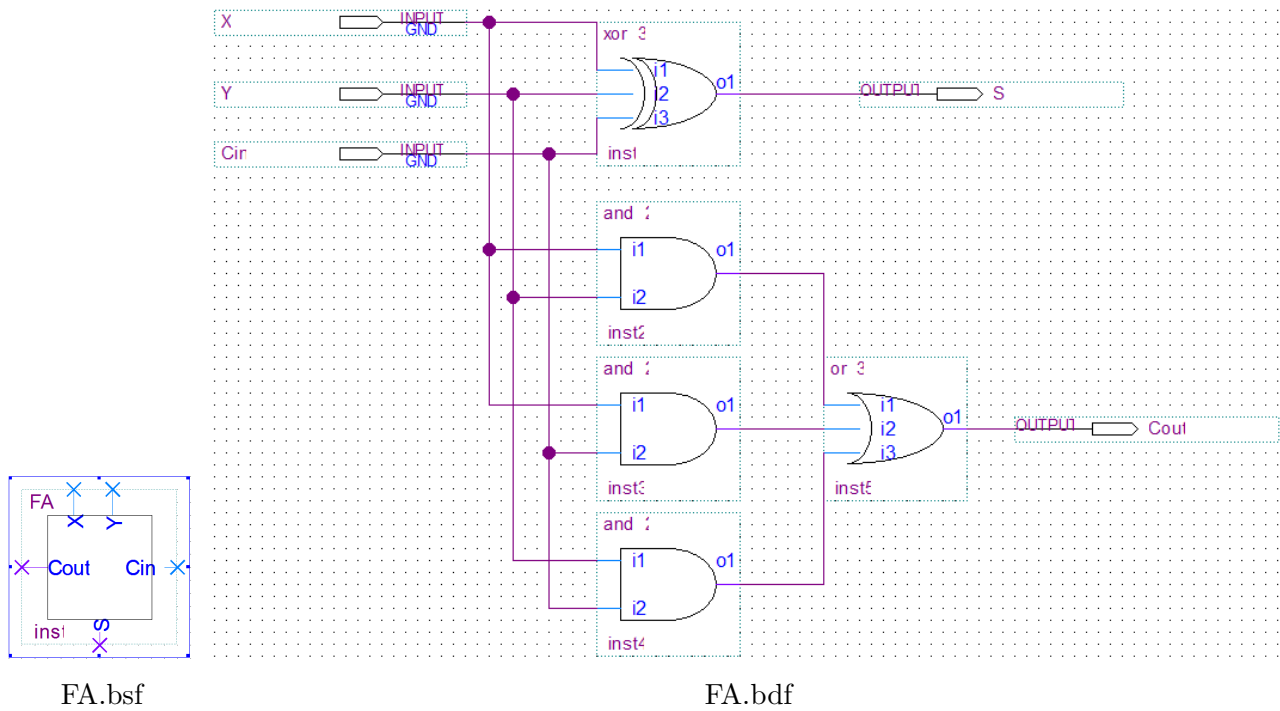 X INPUT
GND
xor 3
i1
i2
i3
o1
inst
Y INPUT
GND
OUTPUT S
Cin INPUT
GND
and 2
i1
i2
o1
inst2
and 2
i1
i2
o1
inst3
or 3
i1
i2
i3
o1
inst5
OUTPUT Cout
and 2
i1
i2
o1
inst4
FA
X Y
Cout Cin
S
inst
FA.bsf
FA.bdf